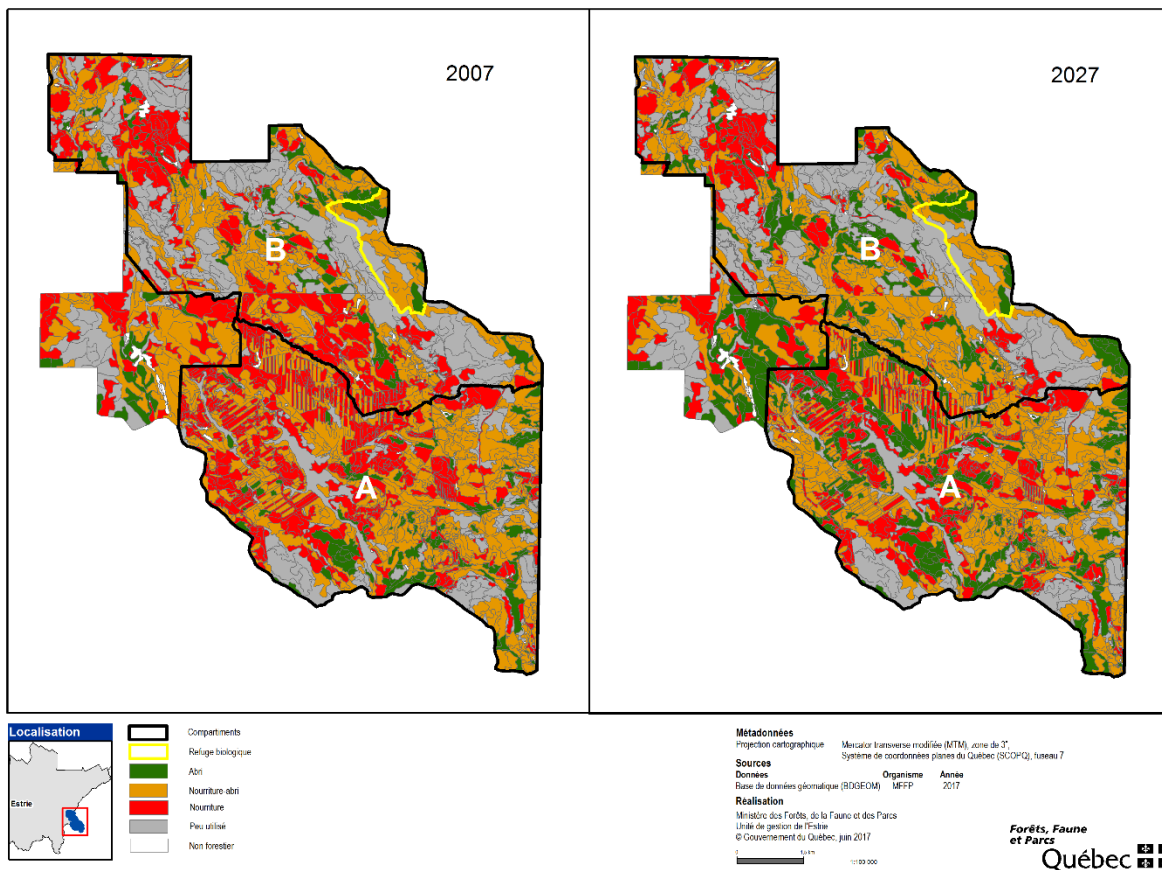 2007
2027
B
A
B
A
Localisation
Estrie
Compartiments
Refuge biologique
Abri
Nourriture-abri
Nourriture
Peu utilisé
Non forestier
Métadonnées
Projection cartographique Mercator transverse modifiée (MTM), zone de 3°,
Système de coordonnées planes du Québec (SCOPQ), fuseau 7
Sources
Données Organisme Année
Base de données géomatique (BDGEOM) MFFP 2017
Réalisation
Ministère des Forêts, de la Faune et des Parcs
Unité de gestion de l'Estrie
© Gouvernement du Québec, juin 2017
0
Forêts, Faune
et Parcs
Québec